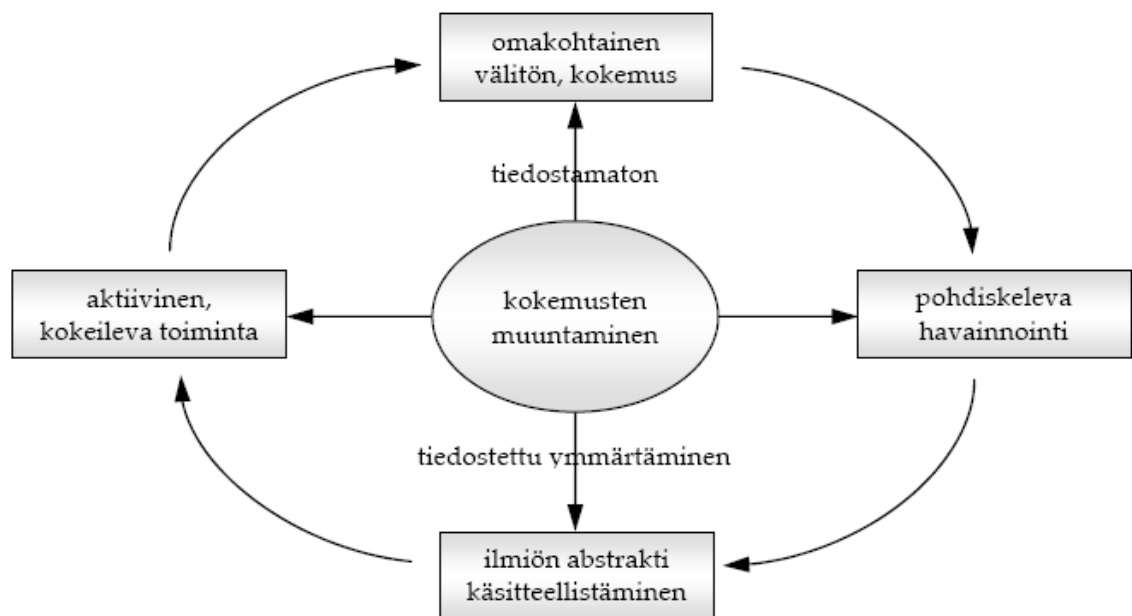 omakohtainen
välitön, kokemus
tiedostamaton
aktiivinen,
kokeileva toiminta
kokemusten
muuntaminen
pohdiskeleva
havainnointi
tiedostettu ymmärtäminen
ilmiön abstrakti
käsitteellistäminen